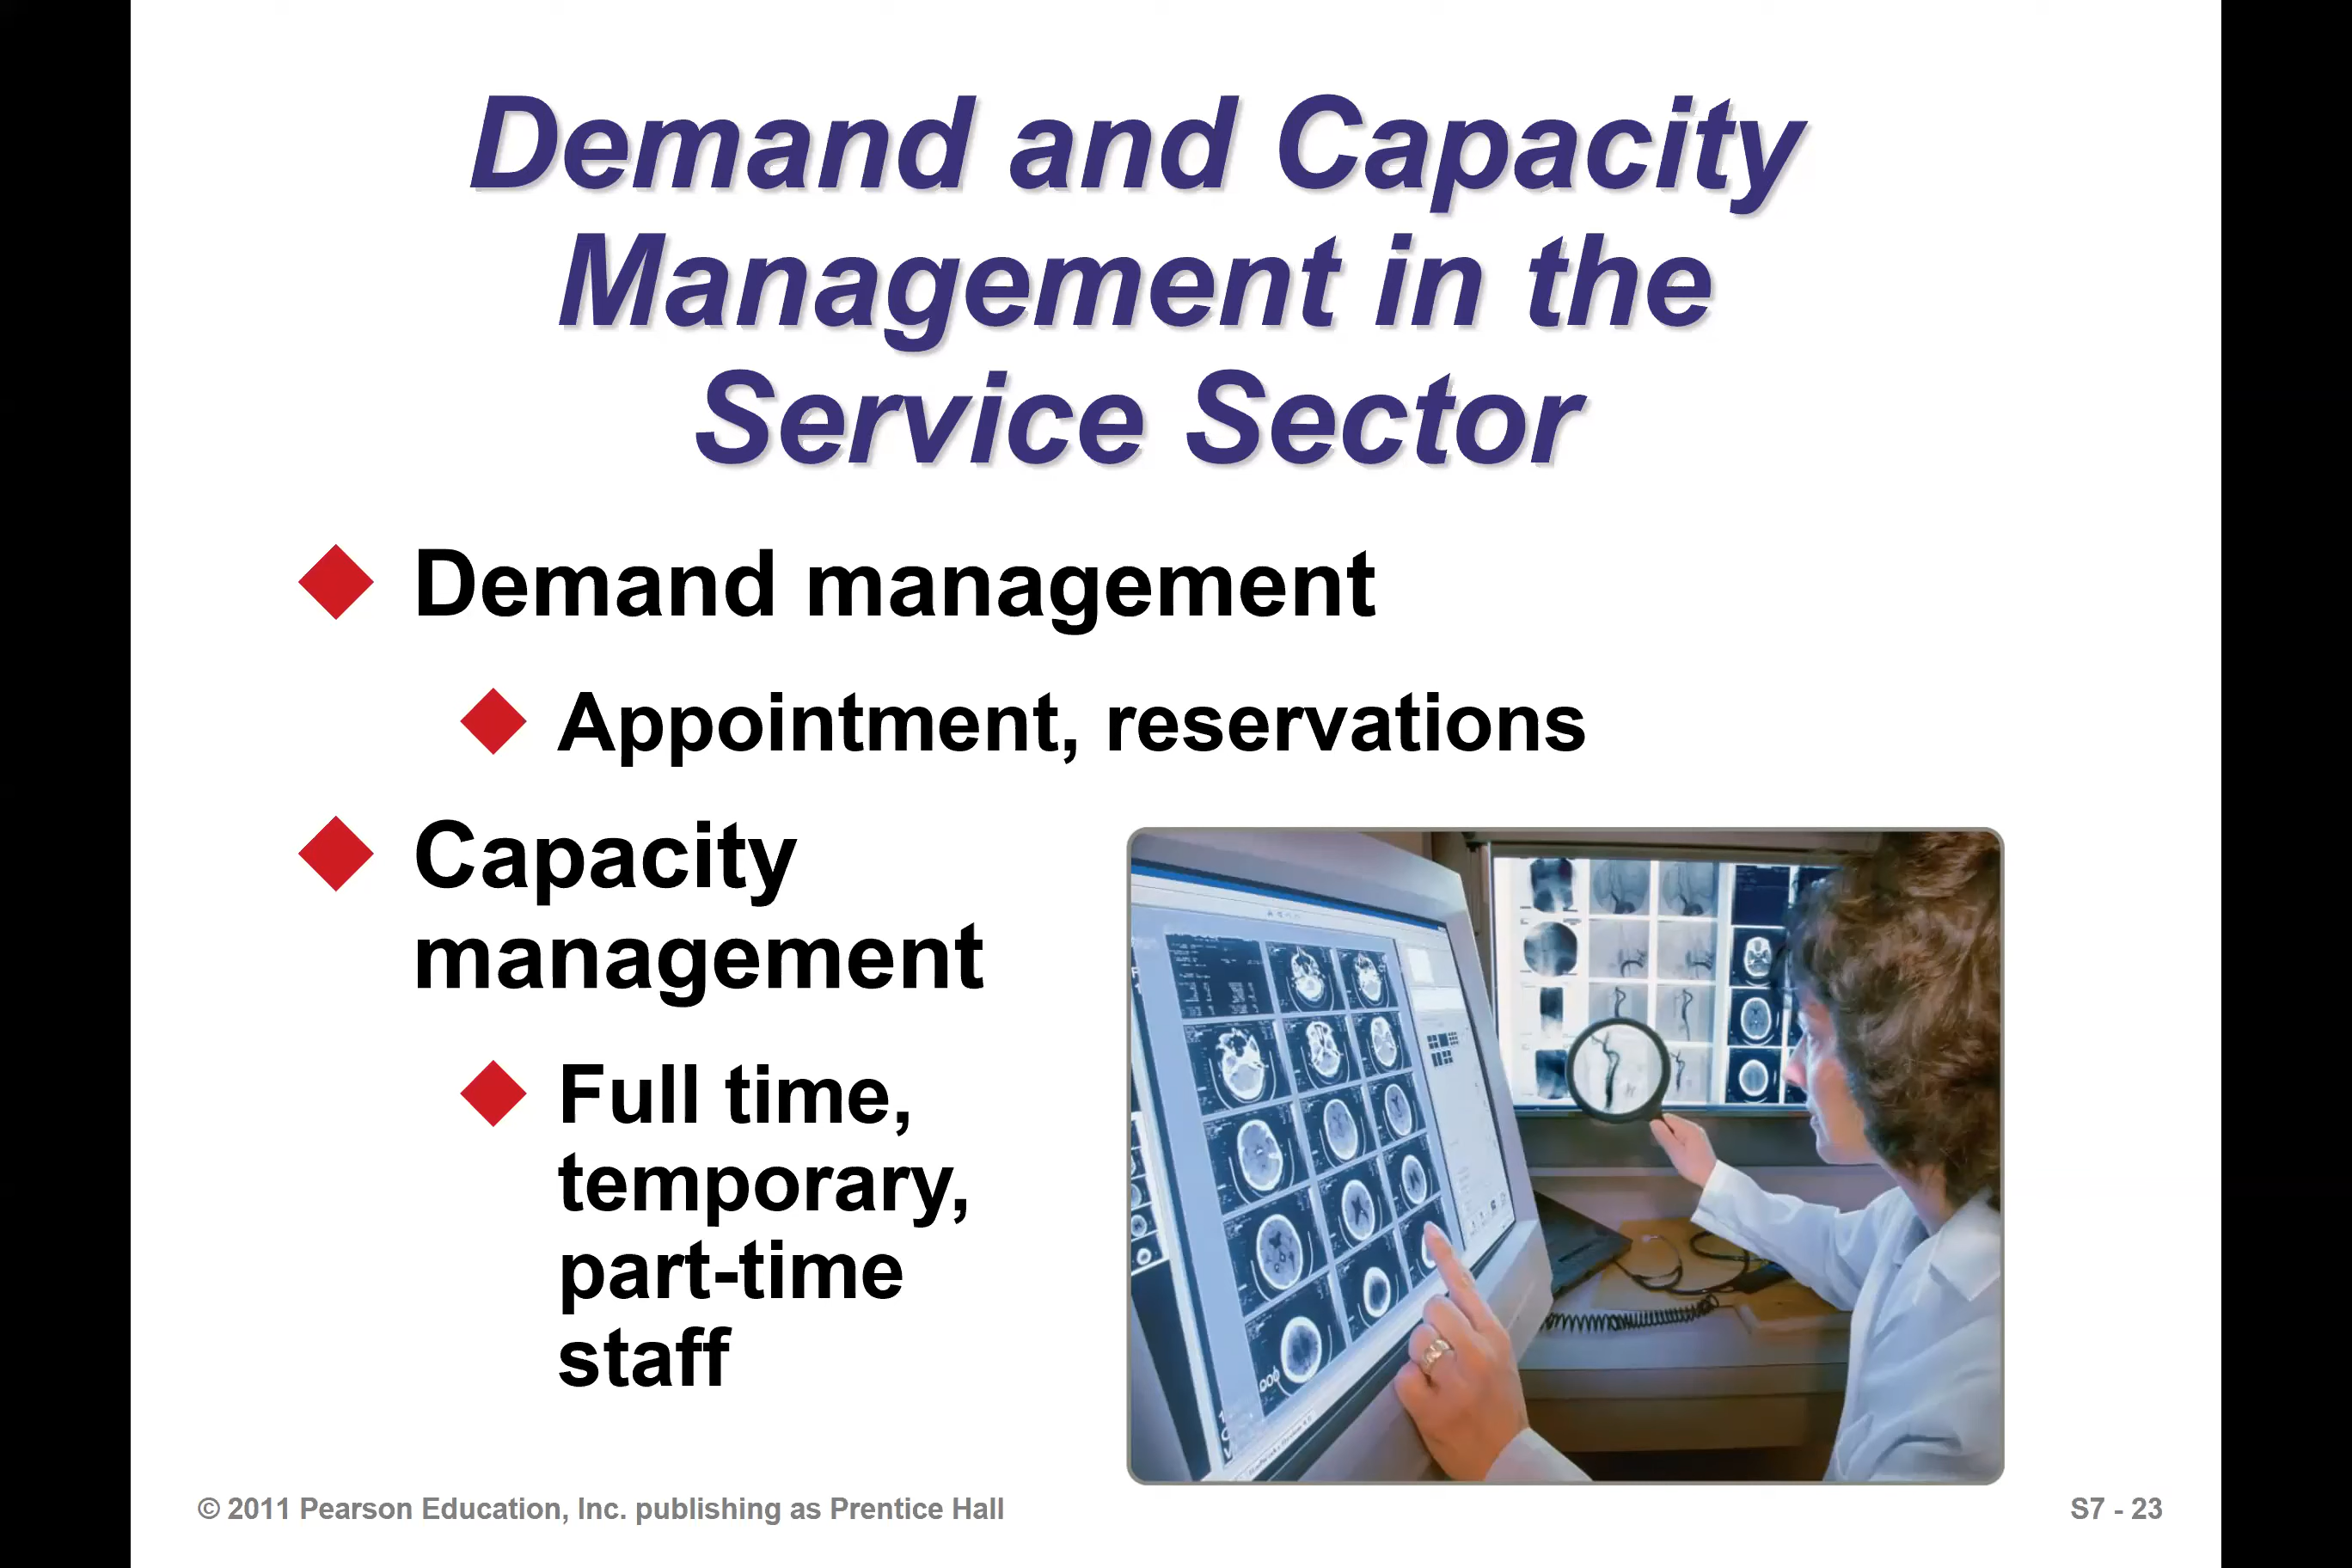 Demand and Capacity
Management in the
Service Sector
Demand management
Appointment, reservations
Capacity
management
Full time,
temporary,
part-time
staff
© 2011 Pearson Education, Inc. publishing as Prentice Hall
S7 - 23